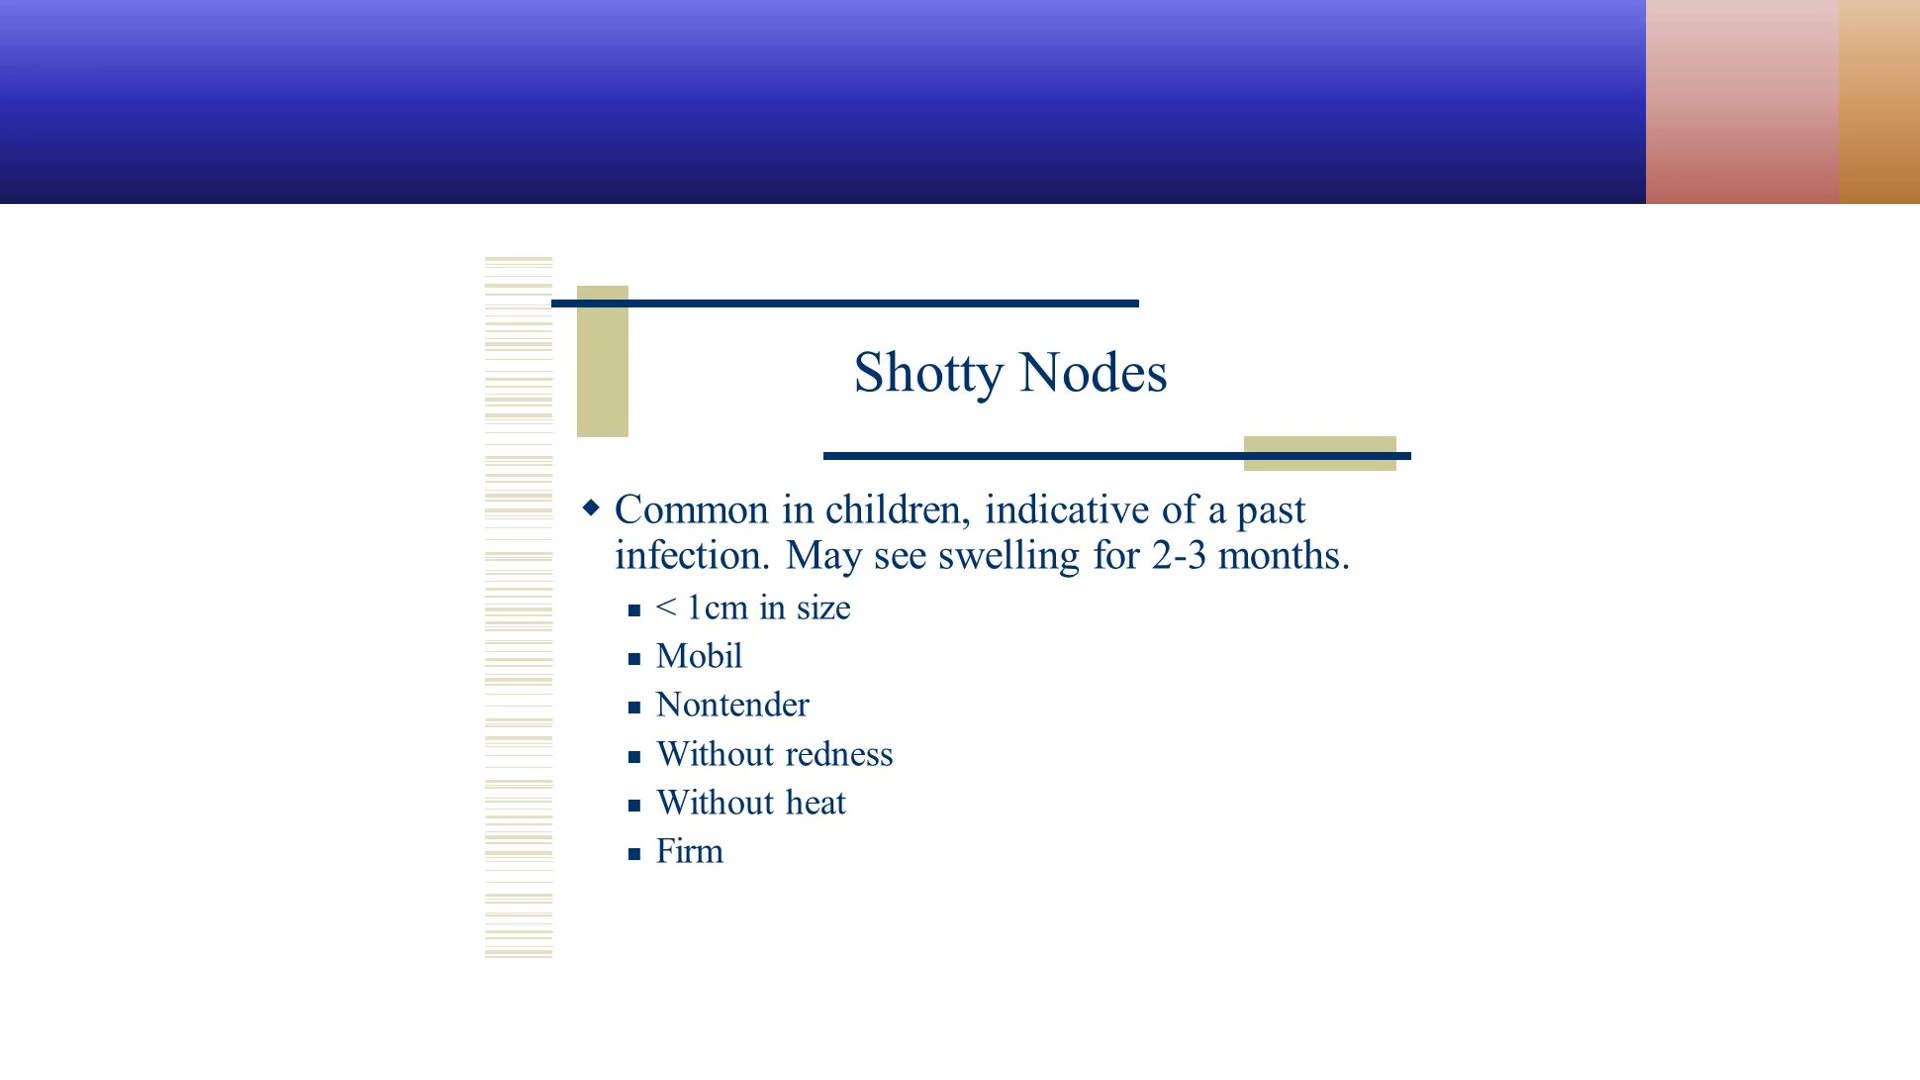 Shotty Nodes
Common in children, indicative of a past
infection. May see swelling for 2-3 months.
< 1cm in size
Mobil
Nontender
Without redness
Without heat
Firm